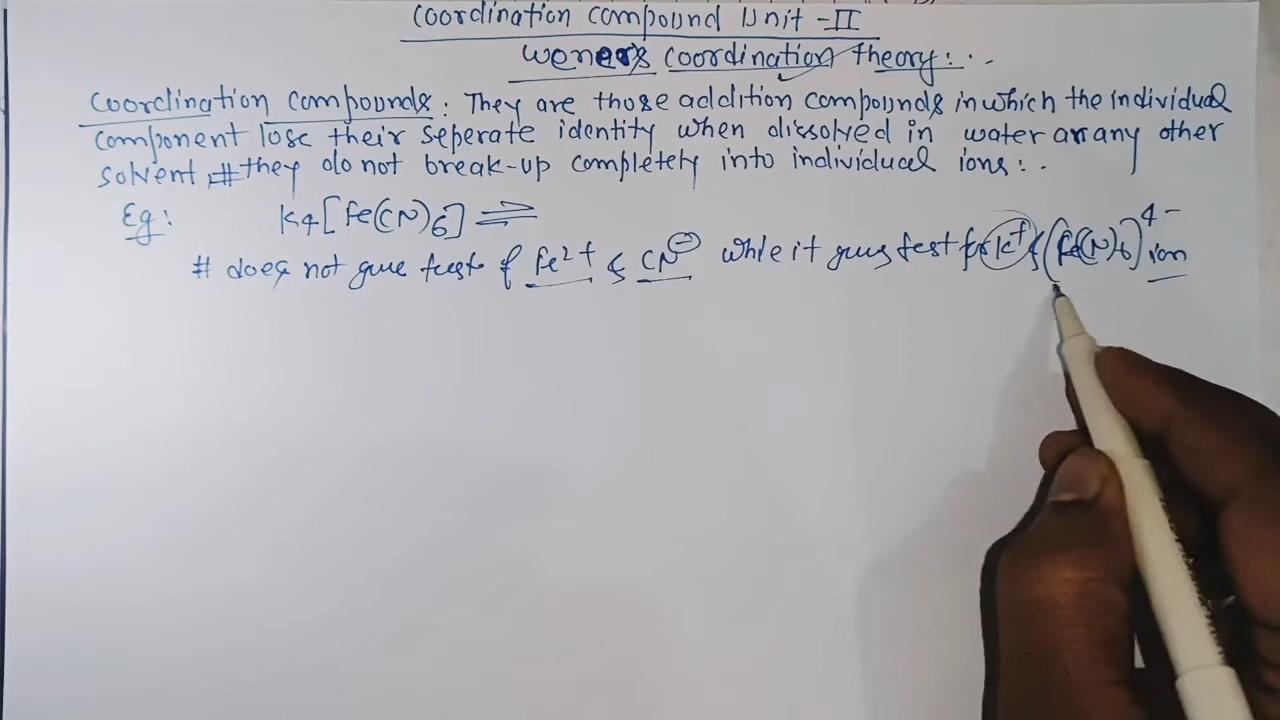 Coordination Compound Unit -II
Weners Coordination Theory:..
Coordination compounds: They are those addition compounds in which the individual
component lose their seperate identity when dissolved in water or any other
solvent # they do not break-up completely into individual ions:..
Eg: K4[Fe(CN)6] ⇌
# does not give test of Fe2+ & CN⊖ while it gives test for K+ & (Fe(CN)6)4- ion